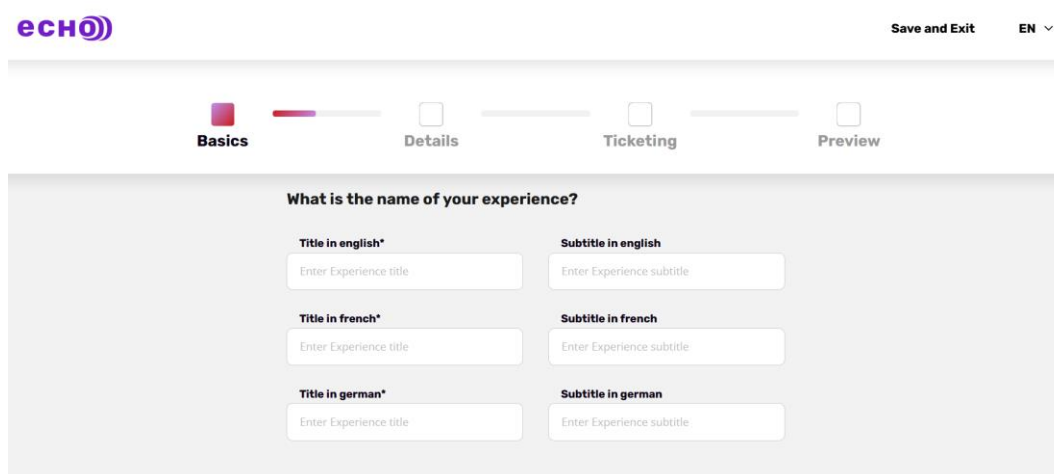 ecHo
Save and Exit EN
Basics Details Ticketing Preview
What is the name of your experience?
Title in english* Subtitle in english
Enter Experience title Enter Experience subtitle
Title in french* Subtitle in french
Enter Experience title Enter Experience subtitle
Title in german* Subtitle in german
Enter Experience title Enter Experience subtitle